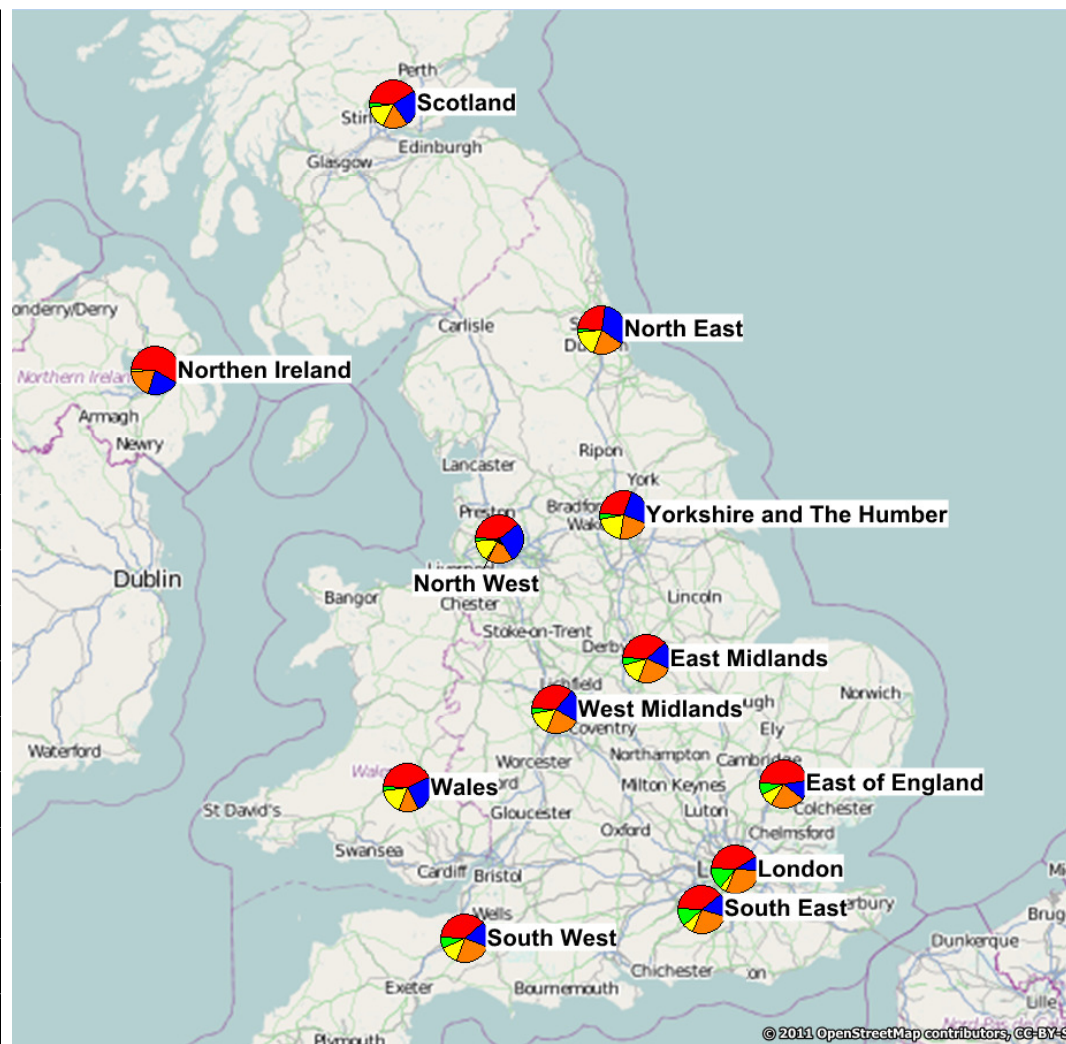 Perth
Scotland
Edinburgh
Glasgow
onderry/Derry
Carlisle
North East
Northen Ireland
Northern Irelan
Armagh
Newry
Ripon
Lancaster
York
Preston
Bradfo
Yorkshire and The Humber
Dublin
North West
Bangor
Chester
Lincoln
Stoke-on-Trent
Derby
East Midlands
Lichfield
Norwich
West Midlands
Ely
Coventry
Waterford
Worcester
Northampton
Cambridge
Wales
St David's
Milton Keynes
East of England
Gloucester
Luton
Colchester
Oxford
Chelmsford
Swansea
Cardiff
Bristol
London
Wells
South East
South West
Chichester
Dunkerque
Exeter
Bournemouth
Lille
Plymouth
© 2011 OpenStreetMap contributors, CC-BY-S